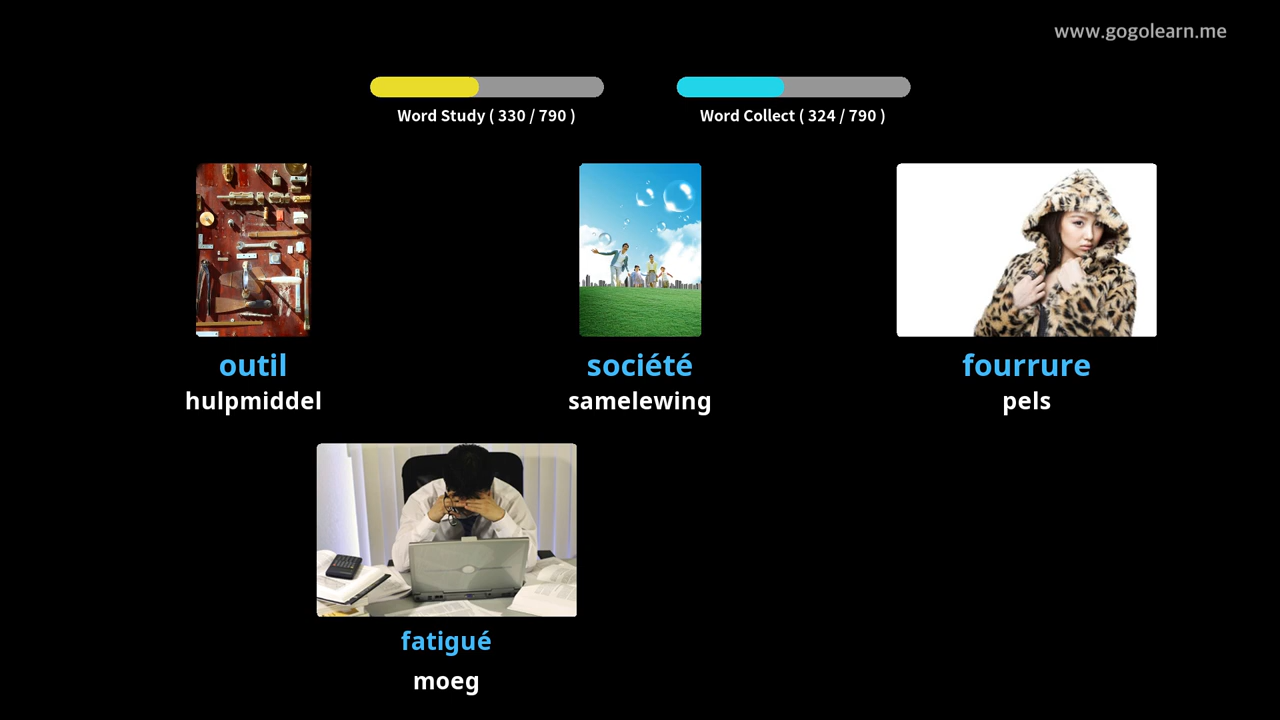 www.gogolearn.me
Word Study ( 330 / 790 )
Word Collect ( 324 / 790 )
outil
hulpmiddel
société
samelewing
fourrure
pels
fatigué
moeg